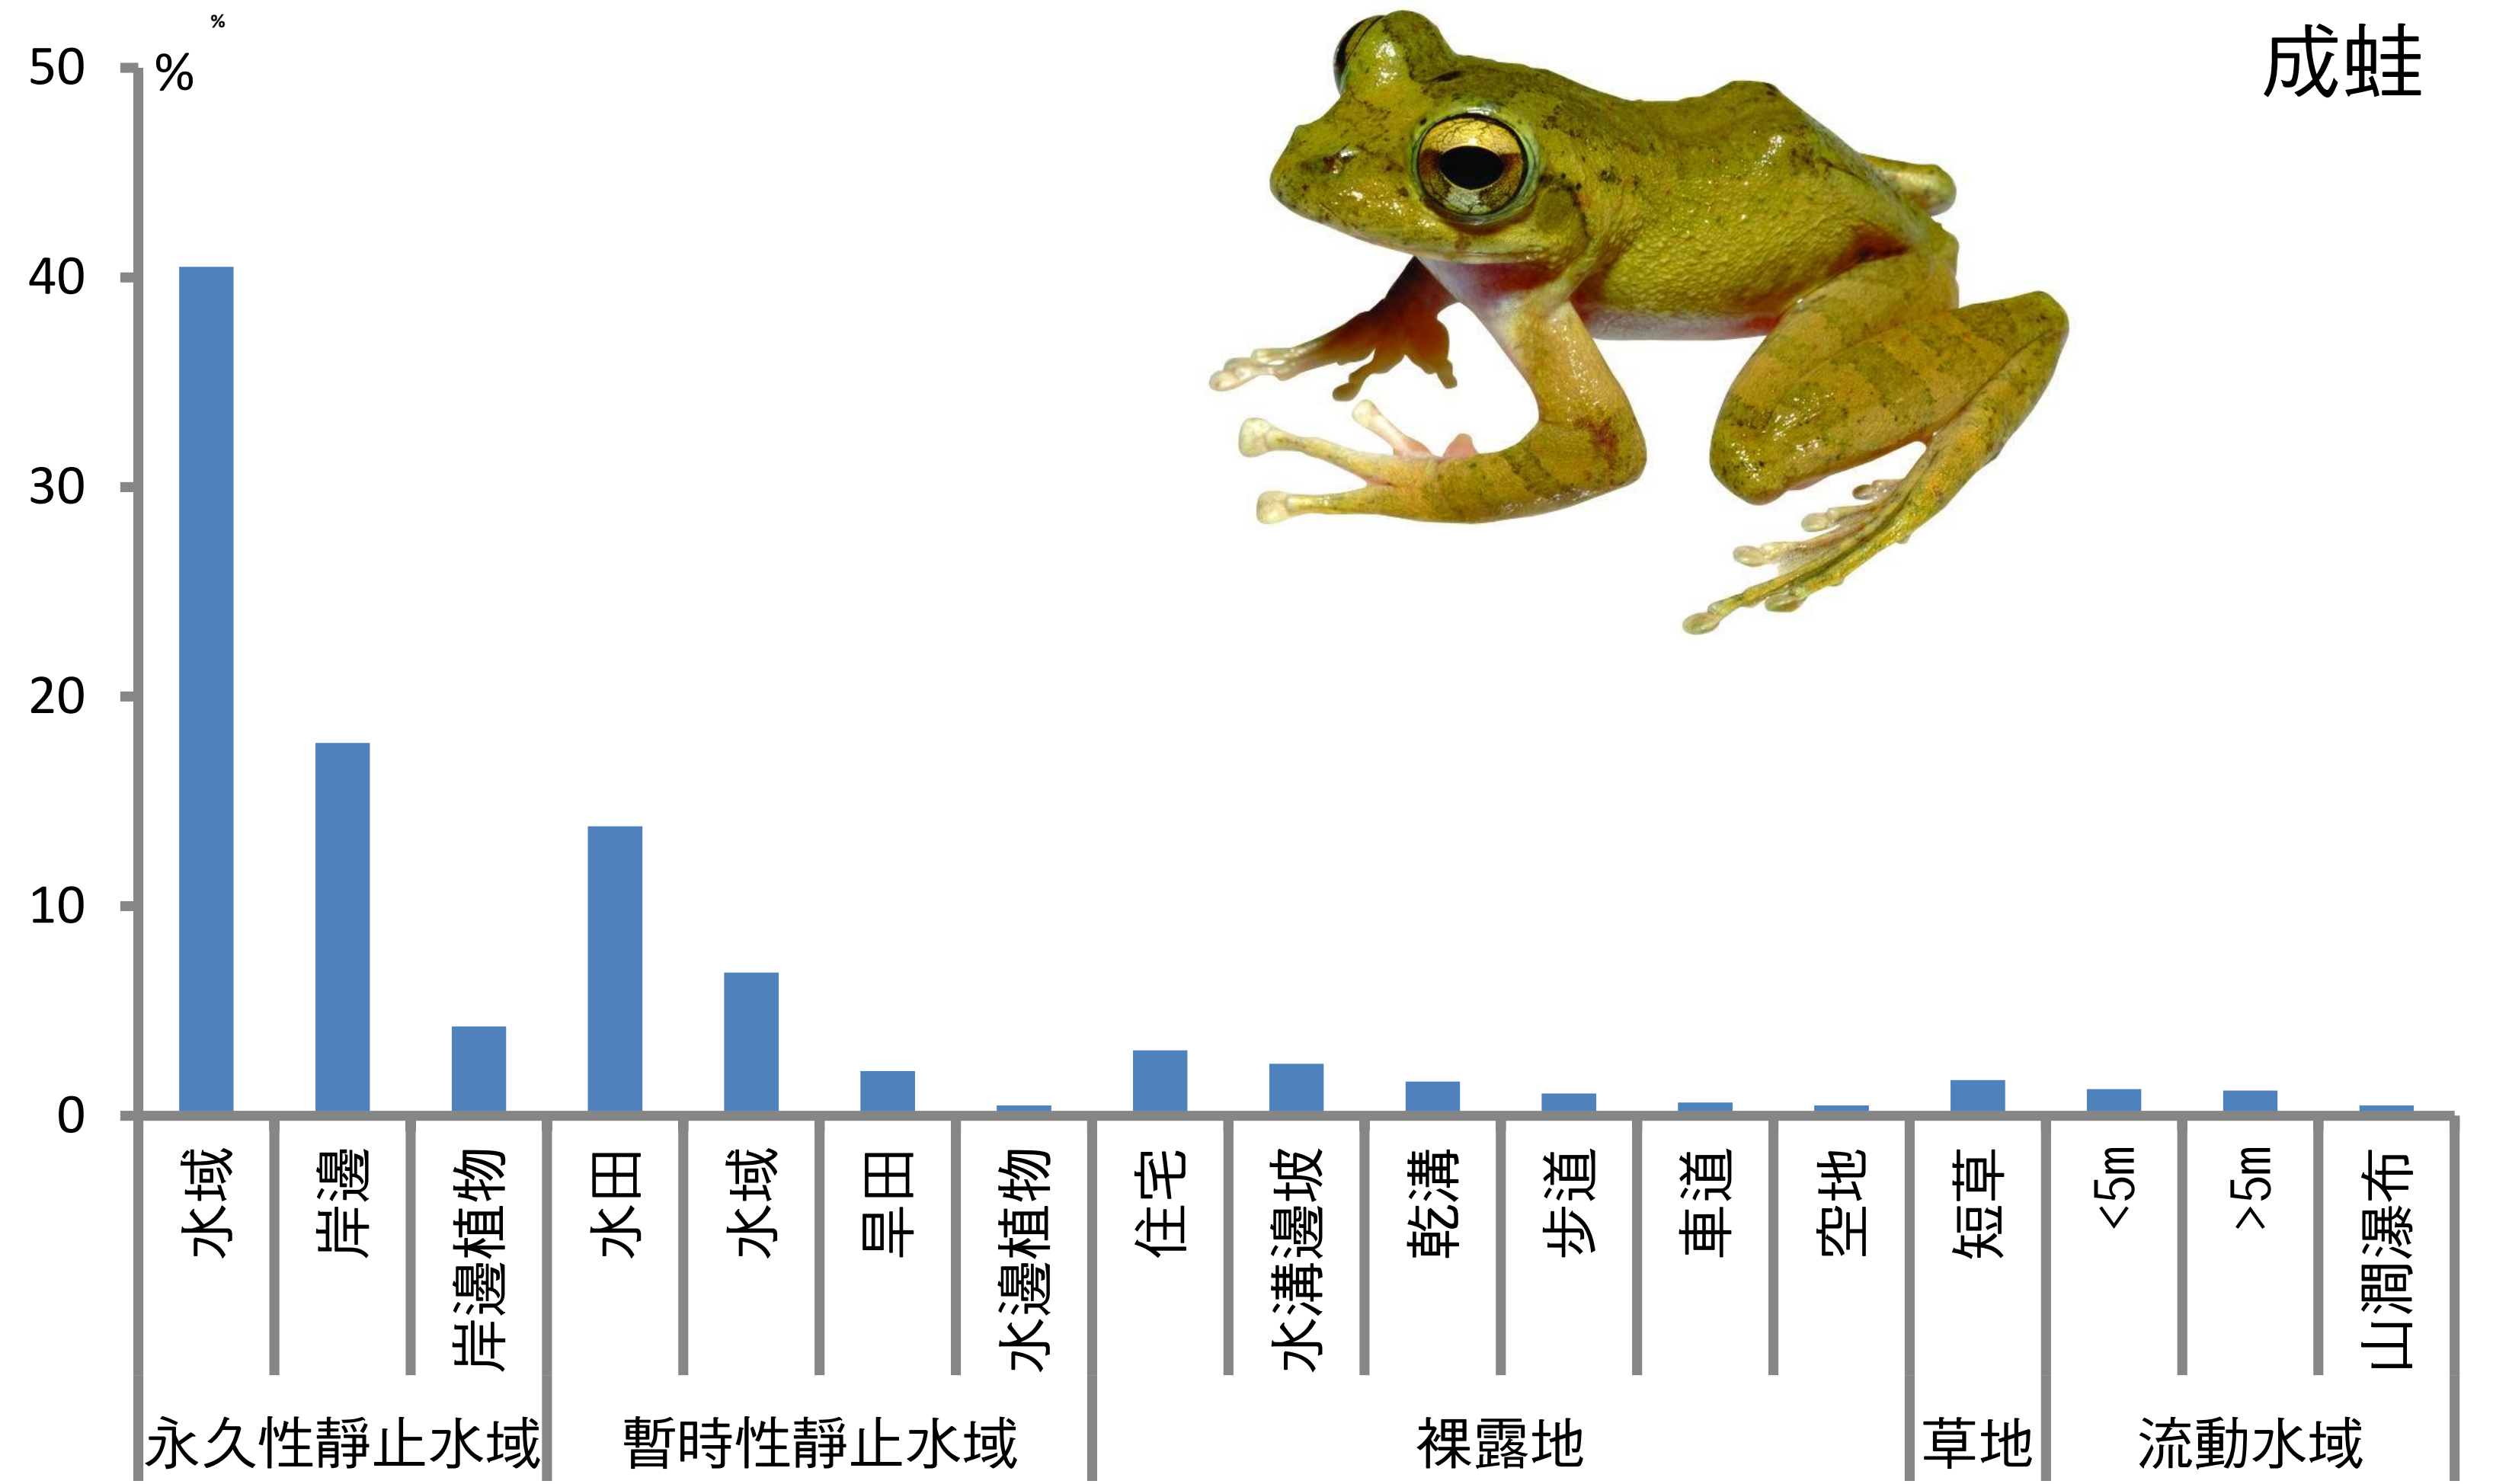 %
50
%
成蛙
40
30
20
10
0
水域
岸邊
岸邊植物
水田
水域
旱田
水邊植物
住宅
水溝邊坡
乾溝
步道
車道
空地
短草
<5m
>5m
山澗瀑布
永久性靜止水域
暫時性靜止水域
裸露地
草地
流動水域